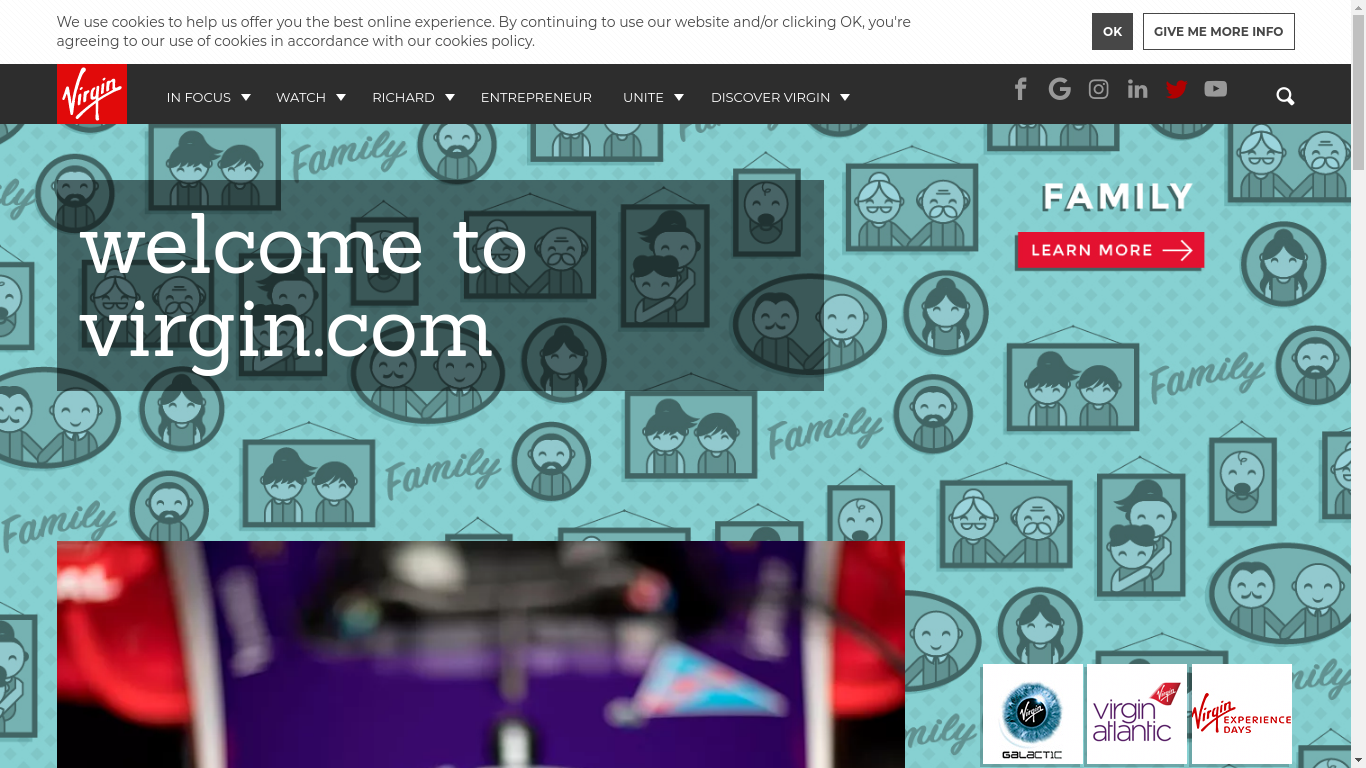 We use cookies to help us offer you the best online experience. By continuing to use our website and/or clicking OK, you're
agreeing to our use of cookies in accordance with our cookies policy.
OK
GIVE ME MORE INFO
Virgin
IN FOCUS
WATCH
RICHARD
ENTREPRENEUR
UNITE
DISCOVER VIRGIN
Family
FAMILY
LEARN MORE
welcome to
virgin.com
Family
Family
Family
Family
Virgin
GALACTIC
Virgin
virgin
atlantic
Virgin
EXPERIENCE
DAYS